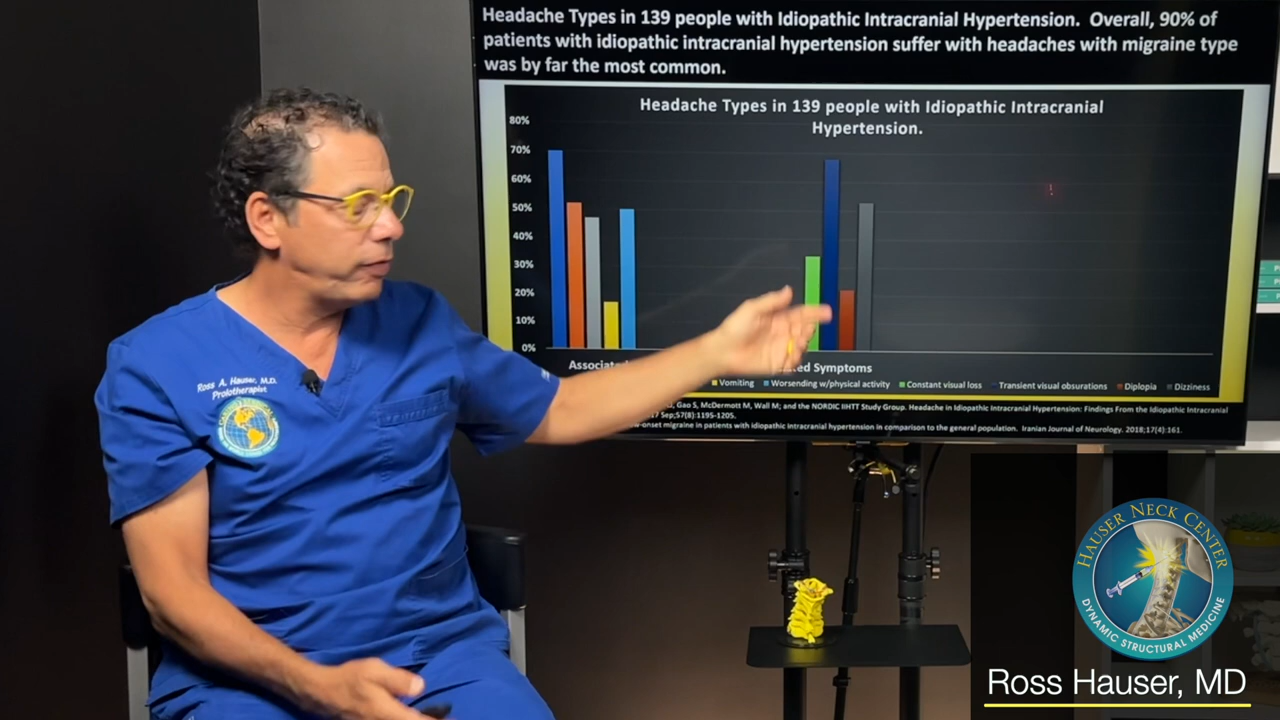 Headache Types in 139 people with Idiopathic Intracranial Hypertension. Overall, 90% of
patients with idiopathic intracranial hypertension suffer with headaches with migraine type
was by far the most common.
Headache Types in 139 people with Idiopathic Intracranial
Hypertension.
80%
70%
60%
50%
40%
30%
20%
10%
0%
Associated
Symptoms
Vomiting
Worsending w/physical activity
Constant visual loss
Transient visual obsurations
Diplopia
Dizziness
Gao S, McDermott M, Wall M; and the NORDIC IIHTT Study Group. Headache in Idiopathic Intracranial Hypertension: Findings From the Idiopathic Intracranial
Sep;57(8):1195-1205.
-onset migraine in patients with idiopathic intracranial hypertension in comparison to the general population. Iranian Journal of Neurology. 2018;17(4):161.
Ross A. Hauser, M.D.
Prolotherapist
HAUSER NECK CENTER
DYNAMIC STRUCTURAL MEDICINE
Ross Hauser, MD